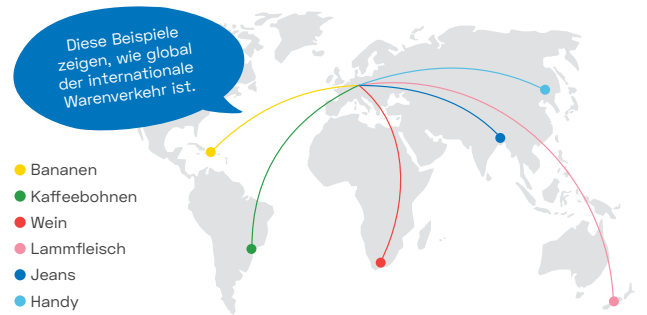 Diese Beispiele
zeigen, wie global
der internationale
Warenverkehr ist.
Bananen
Kaffeebohnen
Wein
Lammfleisch
Jeans
Handy